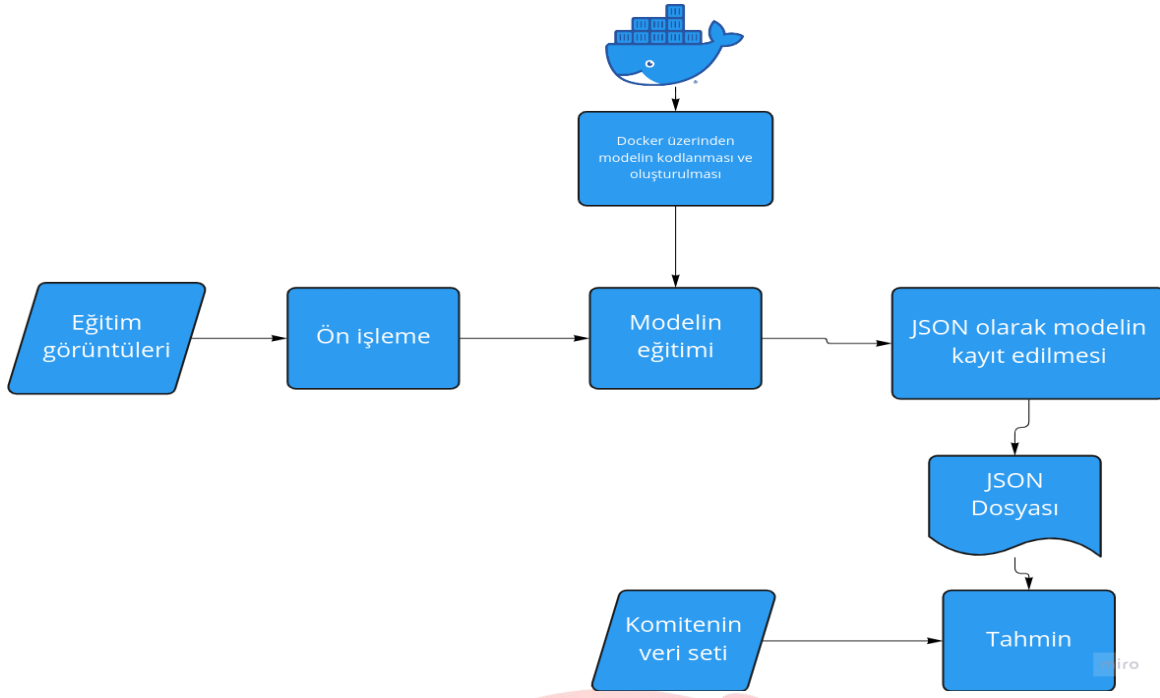 Docker üzerinden
modelin kodlanması ve
oluşturulması
Eğitim
görüntüleri
Ön işleme
Modelin
eğitimi
JSON olarak modelin
kayıt edilmesi
JSON
Dosyası
Komitenin
veri seti
Tahmin